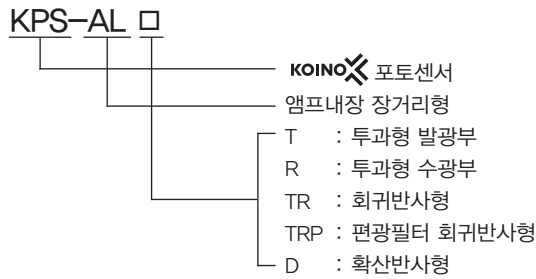 KPS-AL □
KOINO 포토센서
앰프내장 장거리형
T : 투과형 발광부
R : 투과형 수광부
TR : 회귀반사형
TRP : 편광필터 회귀반사형
D : 확산반사형